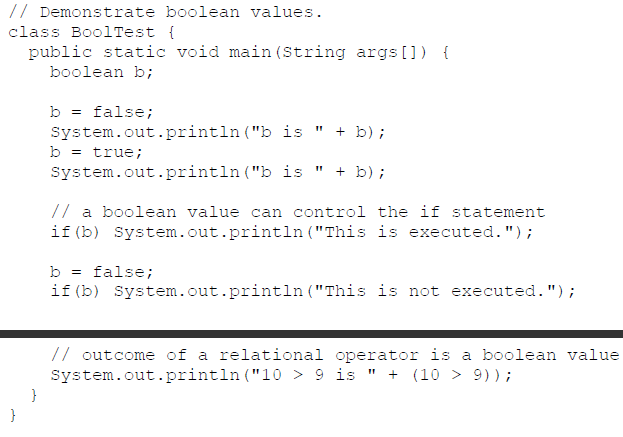 // Demonstrate boolean values.
class BoolTest {
public static void main(String args[]) {
boolean b;
b = false;
System.out.println("b is " + b);
b = true;
System.out.println("b is " + b);
// a boolean value can control the if statement
if(b) System.out.println("This is executed.");
b = false;
if(b) System.out.println("This is not executed.");
// outcome of a relational operator is a boolean value
System.out.println("10 > 9 is " + (10 > 9));
}
}